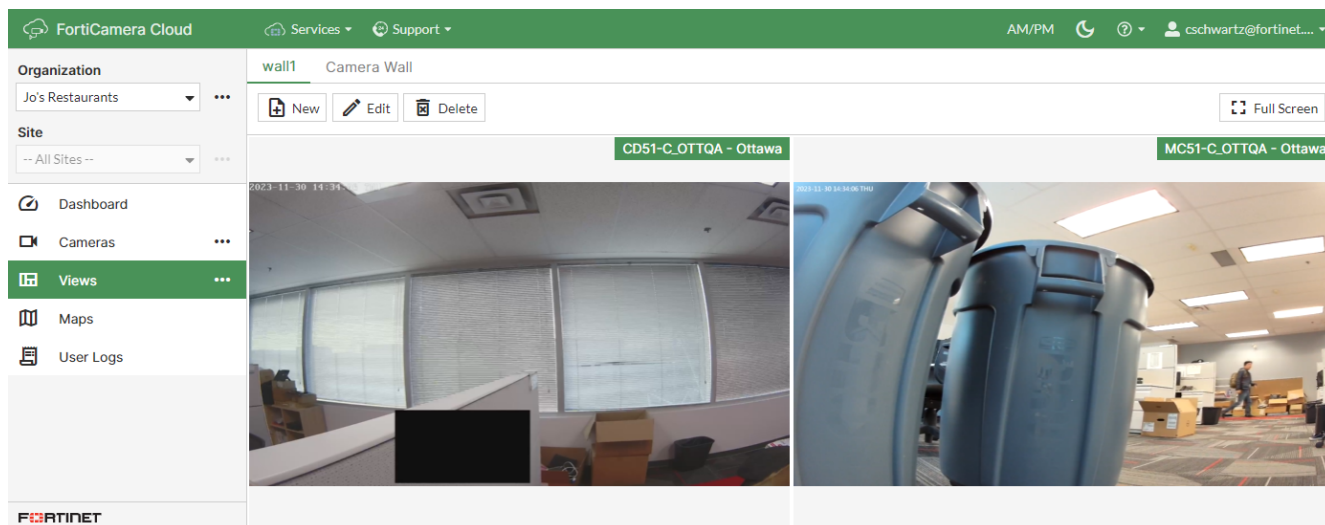 FortiCamera Cloud
Services
Support
AM/PM
cschwartz@fortinet....
Organization
Jo's Restaurants
Site
-- All Sites --
Dashboard
Cameras
Views
Maps
User Logs
FORTINET
wall1
Camera Wall
New
Edit
Delete
Full Screen
CD51-C_OTTQA - Ottawa
2023-11-30 14:34:
MC51-C_OTTQA - Ottawa
2023-11-30 14:34:06 THU